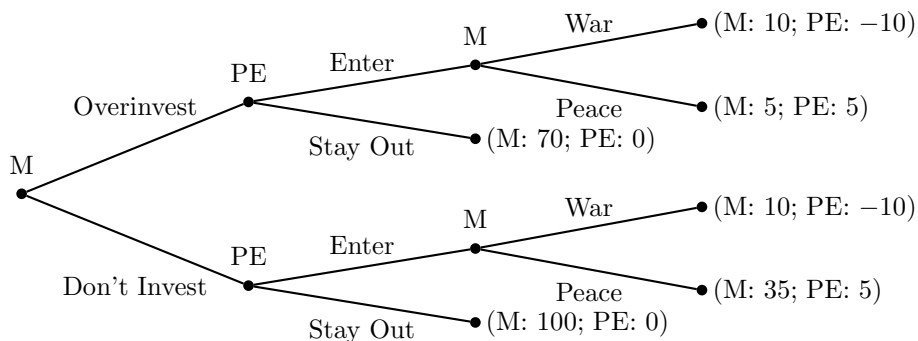 War
(M: 10; PE: −10)
M
Enter
PE
Peace
(M: 5; PE: 5)
Overinvest
Stay Out
(M: 70; PE: 0)
M
War
(M: 10; PE: −10)
M
Enter
PE
Don't Invest
Peace
(M: 35; PE: 5)
Stay Out
(M: 100; PE: 0)